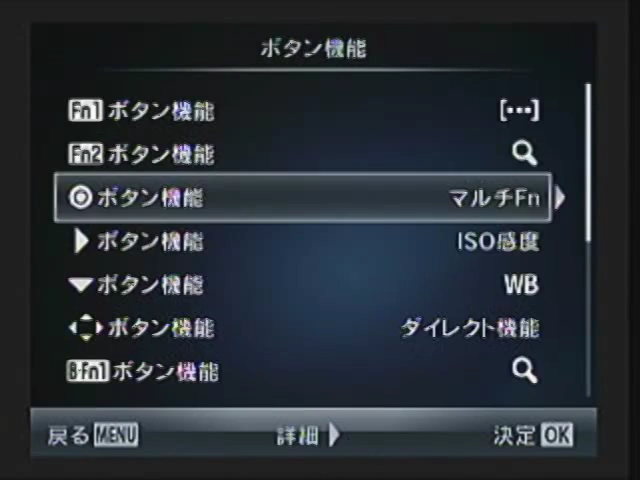 ボタン機能
Fn1 ボタン機能 [•••]
Fn2 ボタン機能
ボタン機能 マルチFn
ボタン機能 ISO感度
ボタン機能 WB
ボタン機能 ダイレクト機能
B-Fn1 ボタン機能
戻る MENU 詳細 決定 OK